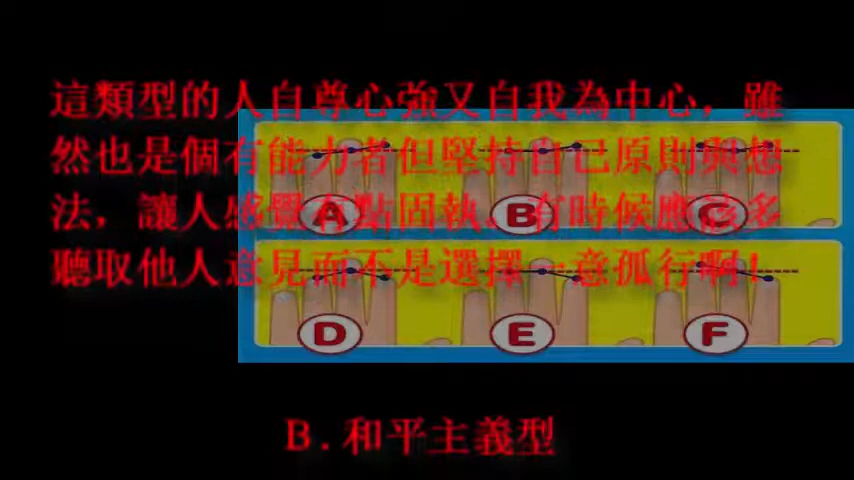 這類型的人自尊心強又自我為中心，雖
然也是個有能力者但堅持自己原則與想
法，讓人感覺有點固執，有時候應該多
聽取他人意見而不是選擇一意孤行啊！
A
B
C
D
E
F
B.和平主義型